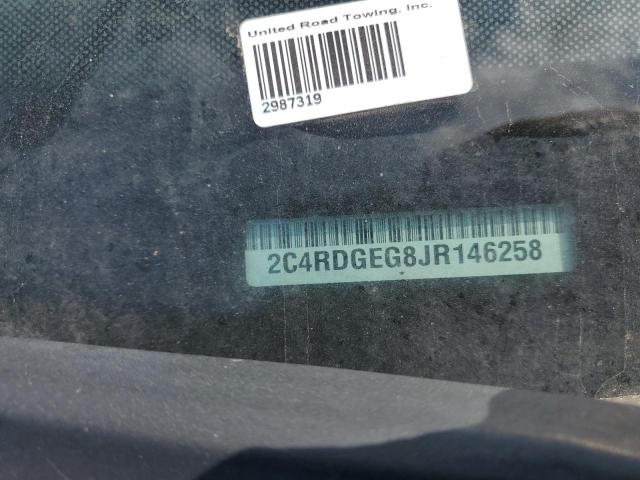 United Road Towing, Inc.
2987319
2C4RDGEG8JR146258